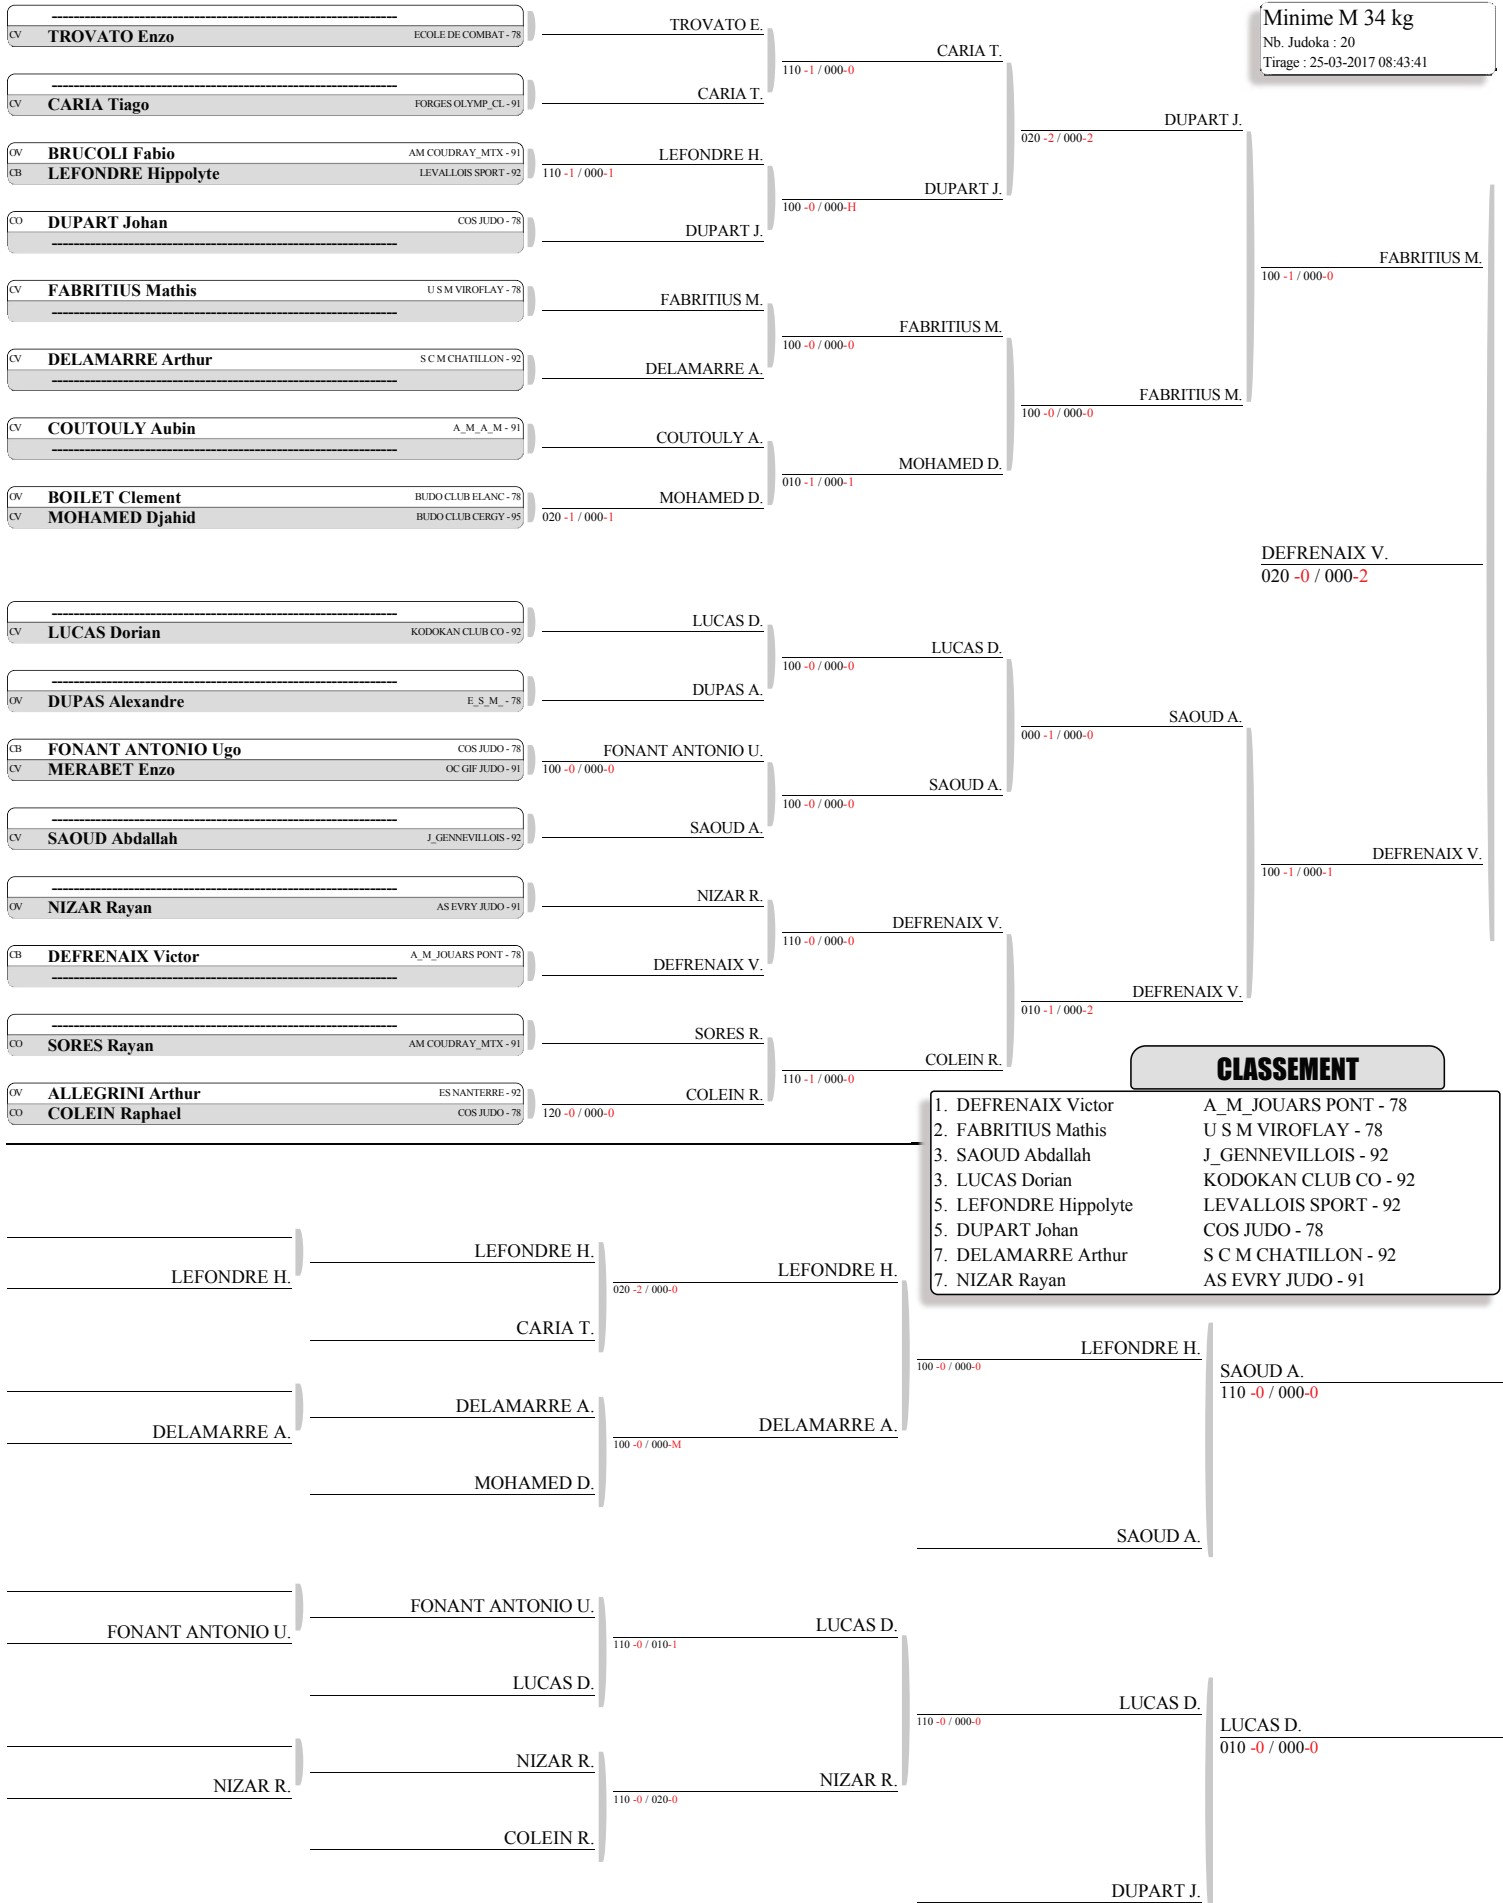 Minime M 34 kg
Nb. Judoka : 20
Tirage : 25-03-2017 08:43:41
CV TROVATO Enzo ECOLE DE COMBAT - 78
CV CARIA Tiago FORGES OLYMP_CL - 91
OV BRUCOLI Fabio AM COUDRAY_MTX - 91
CB LEFONDRE Hippolyte LEVALLOIS SPORT - 92
CO DUPART Johan COS JUDO - 78
CV FABRITIUS Mathis U S M VIROFLAY - 78
CV DELAMARRE Arthur S C M CHATILLON - 92
CV COUTOULY Aubin A_M_A_M - 91
OV BOILET Clement BUDO CLUB ELANC - 78
CV MOHAMED Djahid BUDO CLUB CERGY - 95
CV LUCAS Dorian KODOKAN CLUB CO - 92
OV DUPAS Alexandre E_S_M_ - 78
CB FONANT ANTONIO Ugo COS JUDO - 78
CV MERABET Enzo OC GIF JUDO - 91
CV SAOUD Abdallah J_GENNEVILLOIS - 92
OV NIZAR Rayan AS EVRY JUDO - 91
CB DEFRENAIX Victor A_M_JOUARS PONT - 78
CO SORES Rayan AM COUDRAY_MTX - 91
OV ALLEGRINI Arthur ES NANTERRE - 92
CO COLEIN Raphael COS JUDO - 78
TROVATO E.
CARIA T.
LEFONDRE H.
110 -1 / 000-1
DUPART J.
FABRITIUS M.
DELAMARRE A.
COUTOULY A.
MOHAMED D.
020 -1 / 000-1
LUCAS D.
DUPAS A.
FONANT ANTONIO U.
100 -0 / 000-0
SAOUD A.
NIZAR R.
DEFRENAIX V.
SORES R.
COLEIN R.
120 -0 / 000-0
CARIA T.
110 -1 / 000-0
DUPART J.
100 -0 / 000-H
FABRITIUS M.
100 -0 / 000-0
MOHAMED D.
010 -1 / 000-1
LUCAS D.
100 -0 / 000-0
SAOUD A.
100 -0 / 000-0
DEFRENAIX V.
110 -0 / 000-0
COLEIN R.
110 -1 / 000-0
DUPART J.
020 -2 / 000-2
FABRITIUS M.
100 -0 / 000-0
SAOUD A.
000 -1 / 000-0
DEFRENAIX V.
010 -1 / 000-2
FABRITIUS M.
100 -1 / 000-0
DEFRENAIX V.
100 -1 / 000-1
DEFRENAIX V.
020 -0 / 000-2
CLASSEMENT
1. DEFRENAIX Victor A_M_JOUARS PONT - 78
2. FABRITIUS Mathis U S M VIROFLAY - 78
3. SAOUD Abdallah J_GENNEVILLOIS - 92
3. LUCAS Dorian KODOKAN CLUB CO - 92
5. LEFONDRE Hippolyte LEVALLOIS SPORT - 92
5. DUPART Johan COS JUDO - 78
7. DELAMARRE Arthur S C M CHATILLON - 92
7. NIZAR Rayan AS EVRY JUDO - 91
LEFONDRE H.
DELAMARRE A.
FONANT ANTONIO U.
NIZAR R.
LEFONDRE H.
CARIA T.
DELAMARRE A.
MOHAMED D.
FONANT ANTONIO U.
LUCAS D.
NIZAR R.
COLEIN R.
LEFONDRE H.
020 -2 / 000-0
DELAMARRE A.
100 -0 / 000-M
LUCAS D.
110 -0 / 010-1
NIZAR R.
110 -0 / 020-0
LEFONDRE H.
100 -0 / 000-0
SAOUD A.
LUCAS D.
110 -0 / 000-0
DUPART J.
SAOUD A.
110 -0 / 000-0
LUCAS D.
010 -0 / 000-0